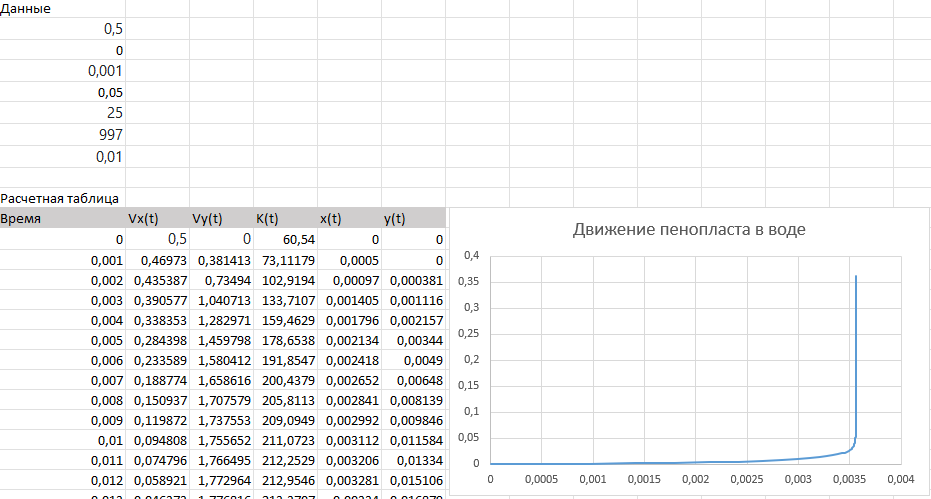 Данные
0,5
0
0,001
0,05
25
997
0,01
Расчетная таблица
Время Vx(t) Vy(t) K(t) x(t) y(t)
0 0,5 0 60,54 0 0
0,001 0,46973 0,381413 73,11179 0,0005 0
0,002 0,435387 0,73494 102,9194 0,00097 0,000381
0,003 0,390577 1,040713 133,7107 0,001405 0,001116
0,004 0,338353 1,282971 159,4629 0,001796 0,002157
0,005 0,284398 1,459798 178,6538 0,002134 0,00344
0,006 0,233589 1,580412 191,8547 0,002418 0,0049
0,007 0,188774 1,658616 200,4379 0,002652 0,00648
0,008 0,150937 1,707579 205,8113 0,002841 0,008139
0,009 0,119872 1,737553 209,0949 0,002992 0,009846
0,01 0,094808 1,755652 211,0723 0,003112 0,011584
0,011 0,074796 1,766495 212,2529 0,003206 0,01334
0,012 0,058921 1,772964 212,9546 0,003281 0,015106
Движение пенопласта в воде
0,4
0,35
0,3
0,25
0,2
0,15
0,1
0,05
0
0 0,0005 0,001 0,0015 0,002 0,0025 0,003 0,0035 0,004